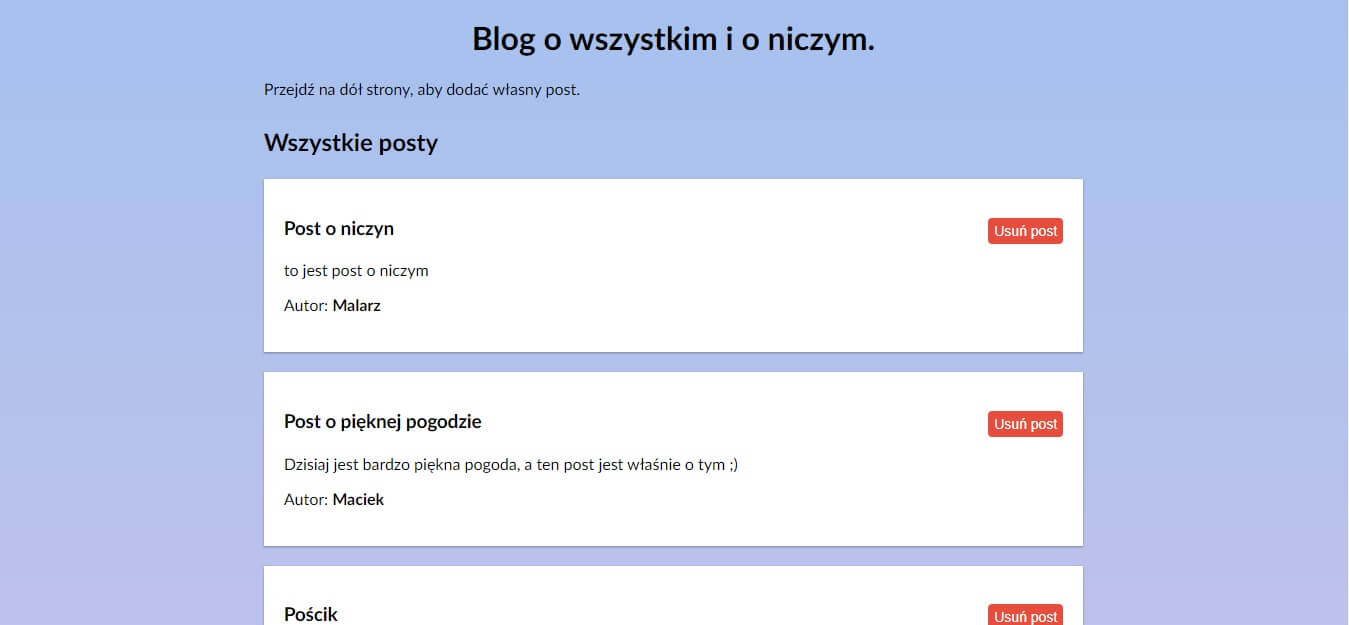 Blog o wszystkim i o niczym.
Przejdź na dół strony, aby dodać własny post.
Wszystkie posty
Post o niczyn
Usuń post
to jest post o niczym
Autor: Malarz
Post o pięknej pogodzie
Usuń post
Dzisiaj jest bardzo piękna pogoda, a ten post jest właśnie o tym ;)
Autor: Maciek
Pościk
Usuń post